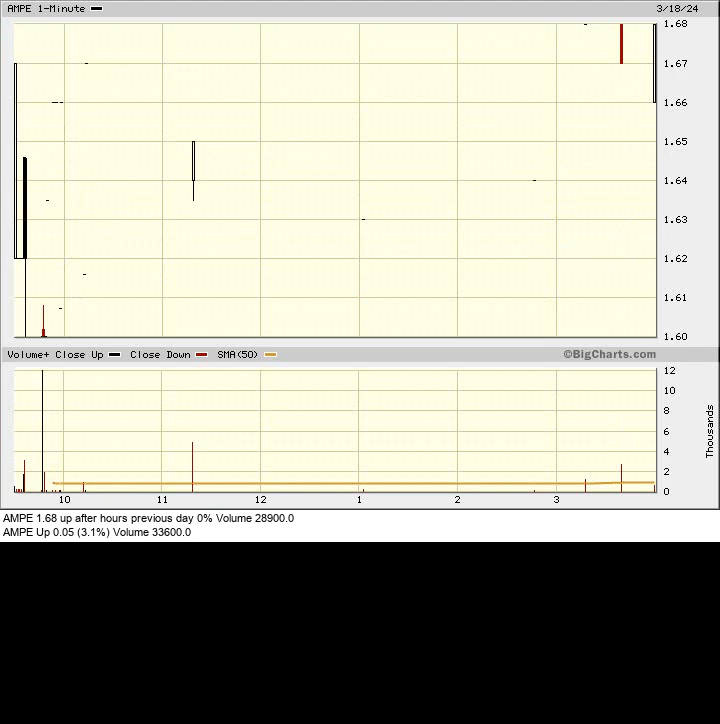 AMPE 1-Minute 3/18/24
1.68
1.67
1.66
1.65
1.64
1.63
1.62
1.61
1.60
Volume+ Close Up Close Down SMA(50) ©BigCharts.com
12
10
8
6
4
2
0
Thousands
10 11 12 1 2 3
AMPE 1.68 up after hours previous day 0% Volume 28900.0
AMPE Up 0.05 (3.1%) Volume 33600.0